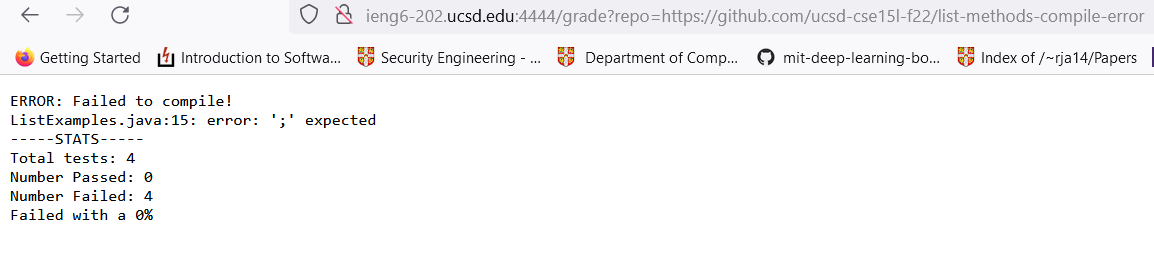 ieng6-202.ucsd.edu:4444/grade?repo=https://github.com/ucsd-cse15l-f22/list-methods-compile-error
Getting Started Introduction to Softwa... Security Engineering - ... Department of Comp... mit-deep-learning-bo... Index of /~rja14/Papers
ERROR: Failed to compile!
ListExamples.java:15: error: ';' expected
-----STATS-----
Total tests: 4
Number Passed: 0
Number Failed: 4
Failed with a 0%